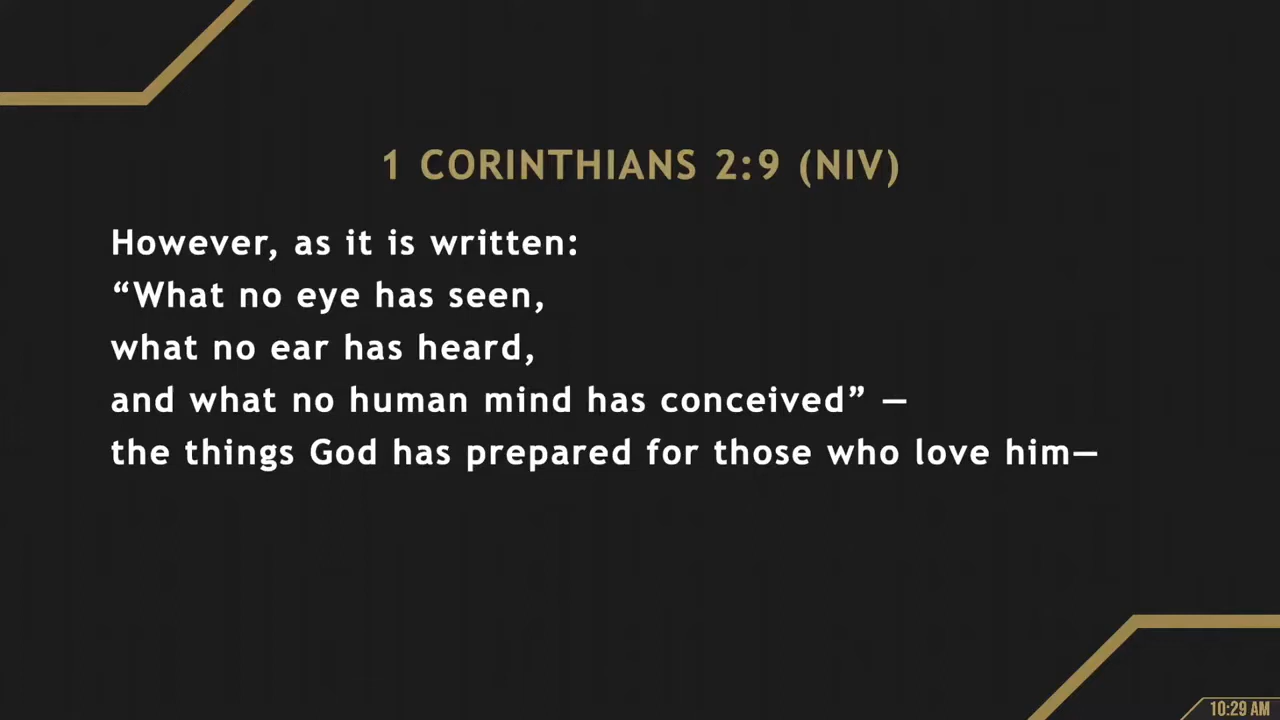 1 CORINTHIANS 2:9 (NIV)
However, as it is written:
“What no eye has seen,
what no ear has heard,
and what no human mind has conceived” —
the things God has prepared for those who love him—
10:29 AM